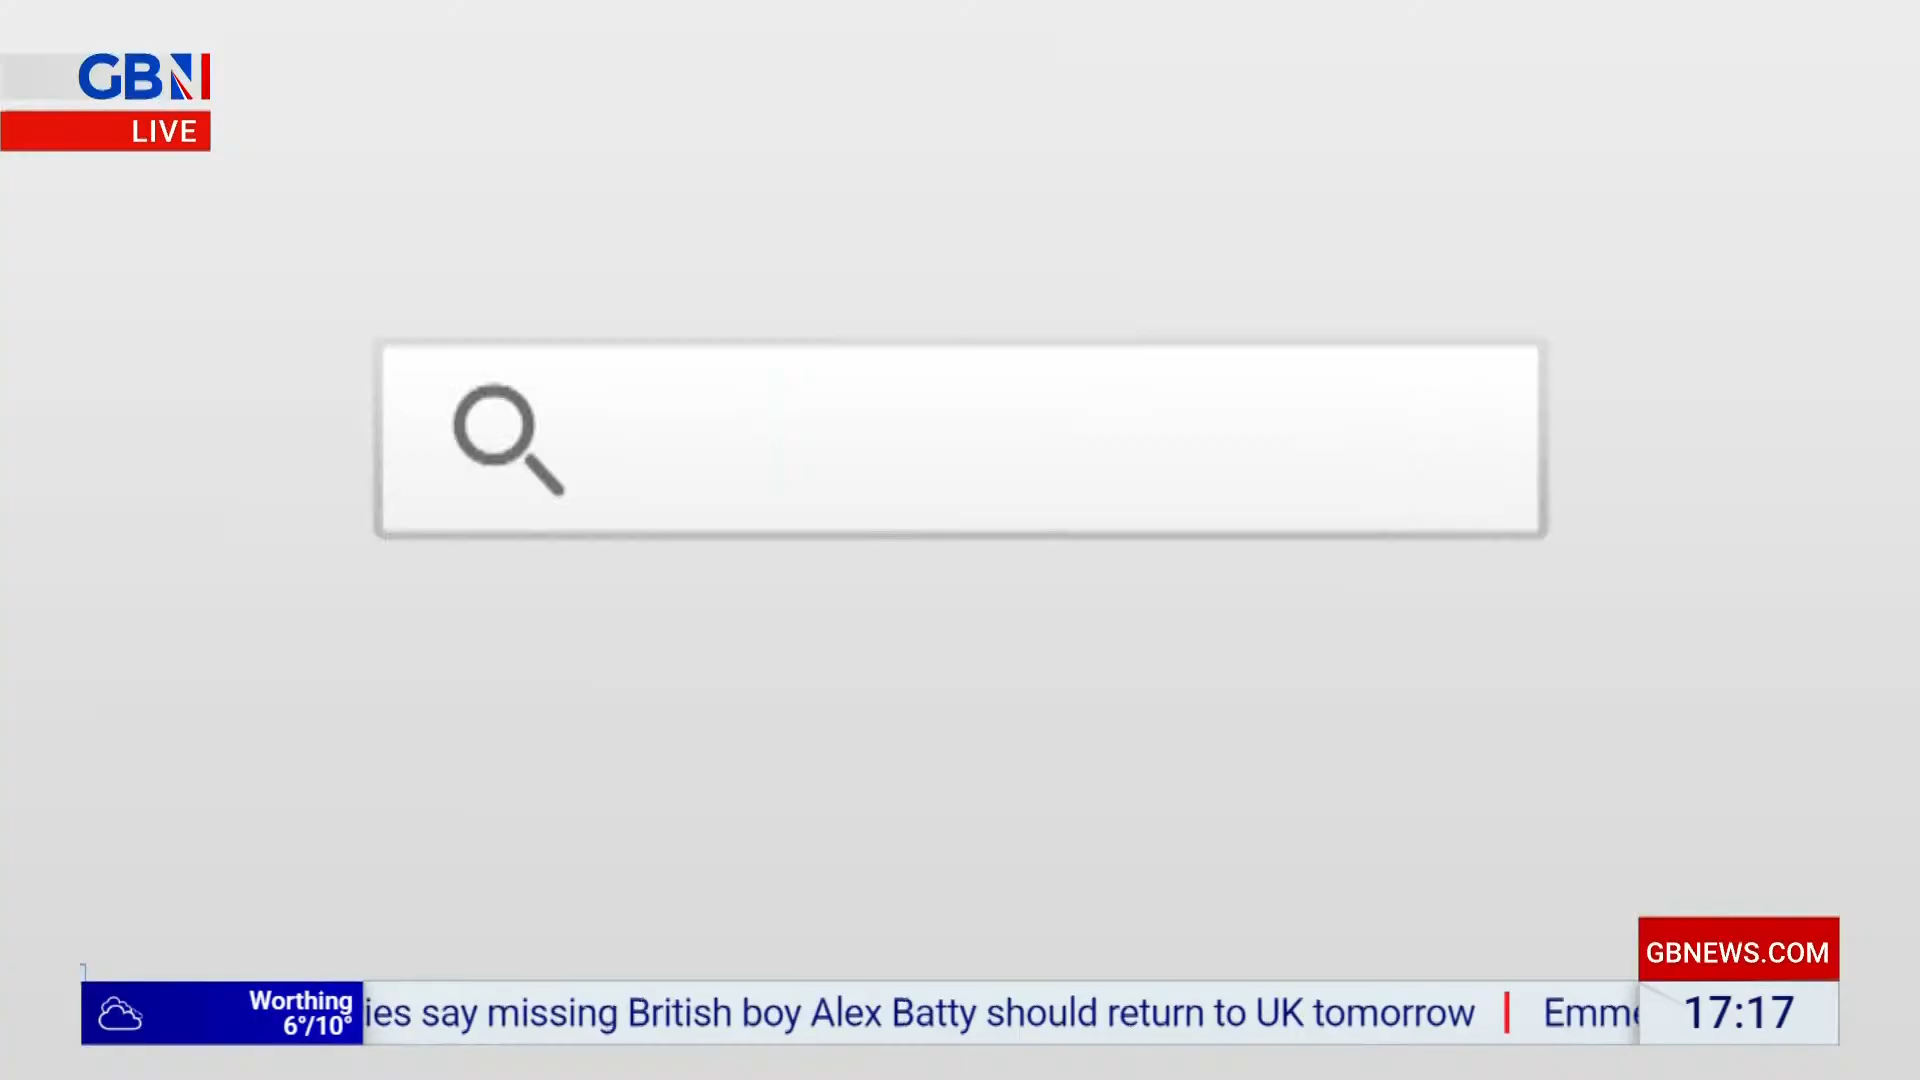 GBN
LIVE
GBNEWS.COM
Worthing
6°/10°
ies say missing British boy Alex Batty should return to UK tomorrow | Emme
17:17